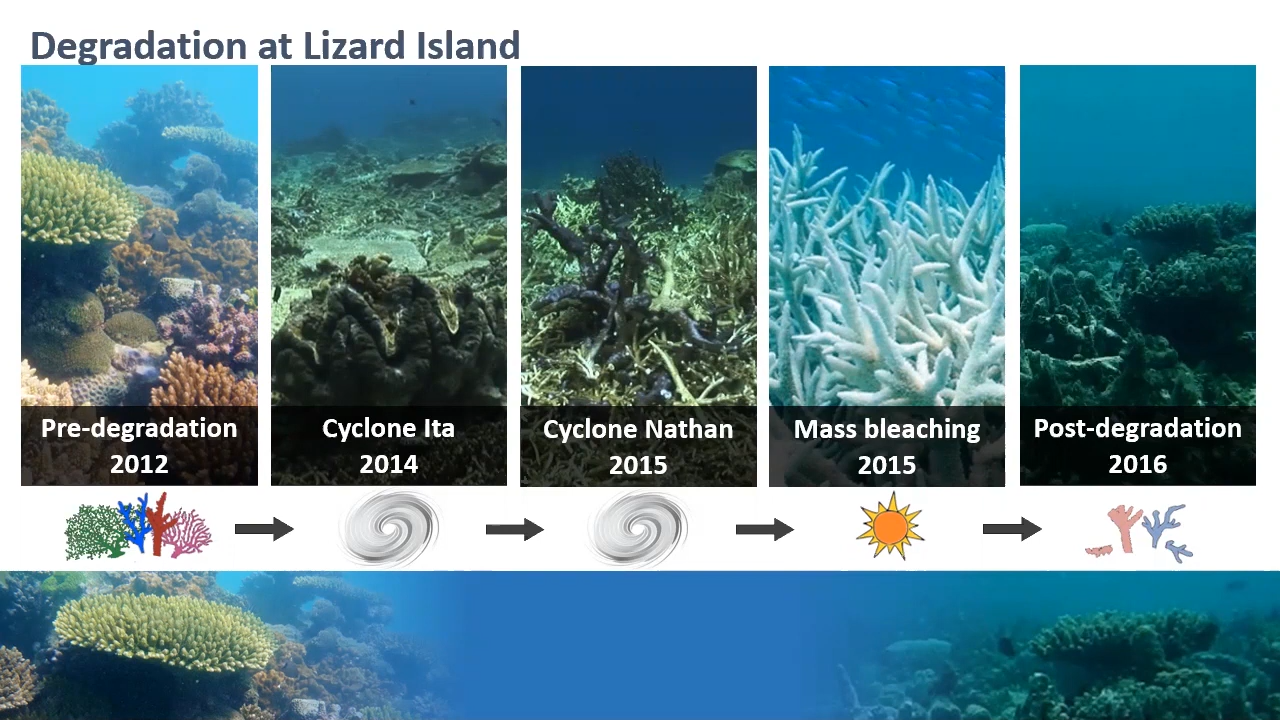 Degradation at Lizard Island
Pre-degradation
2012
Cyclone Ita
2014
Cyclone Nathan
2015
Mass bleaching
2015
Post-degradation
2016